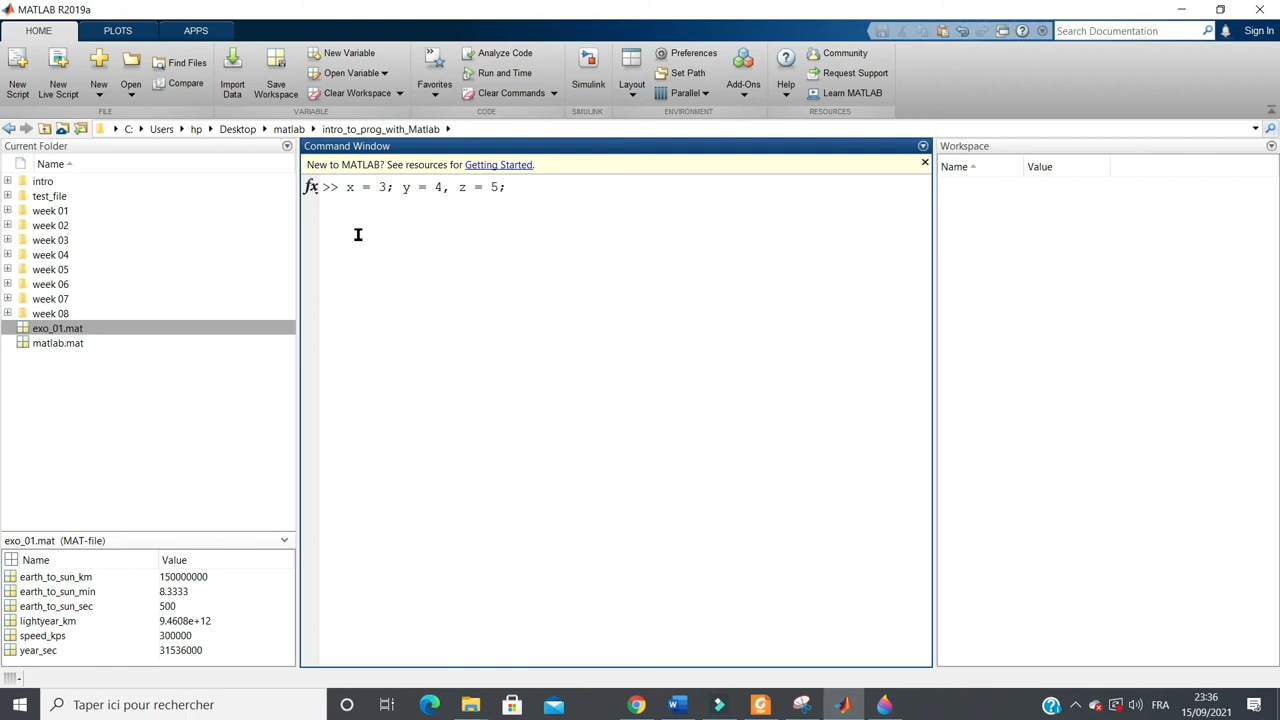 MATLAB R2019a
HOME PLOTS APPS
Search Documentation Sign In
New Script
New Live Script
New
Open
Find Files
Compare
FILE
Import Data
Save Workspace
New Variable
Open Variable
Clear Workspace
VARIABLE
Favorites
Analyze Code
Run and Time
Clear Commands
CODE
Simulink
SIMULINK
Layout
Preferences
Set Path
Parallel
Add-Ons
ENVIRONMENT
Help
Community
Request Support
Learn MATLAB
RESOURCES
C: Users hp Desktop matlab intro_to_prog_with_Matlab
Current Folder
Name
intro
test_file
week 01
week 02
week 03
week 04
week 05
week 06
week 07
week 08
exo_01.mat
matlab.mat
exo_01.mat (MAT-file)
Name Value
earth_to_sun_km 150000000
earth_to_sun_min 8.3333
earth_to_sun_sec 500
lightyear_km 9.4608e+12
speed_kps 300000
year_sec 31536000
Command Window
New to MATLAB? See resources for Getting Started.
fx >> x = 3; y = 4, z = 5;
Workspace
Name Value
Taper ici pour rechercher
FRA
23:36
15/09/2021